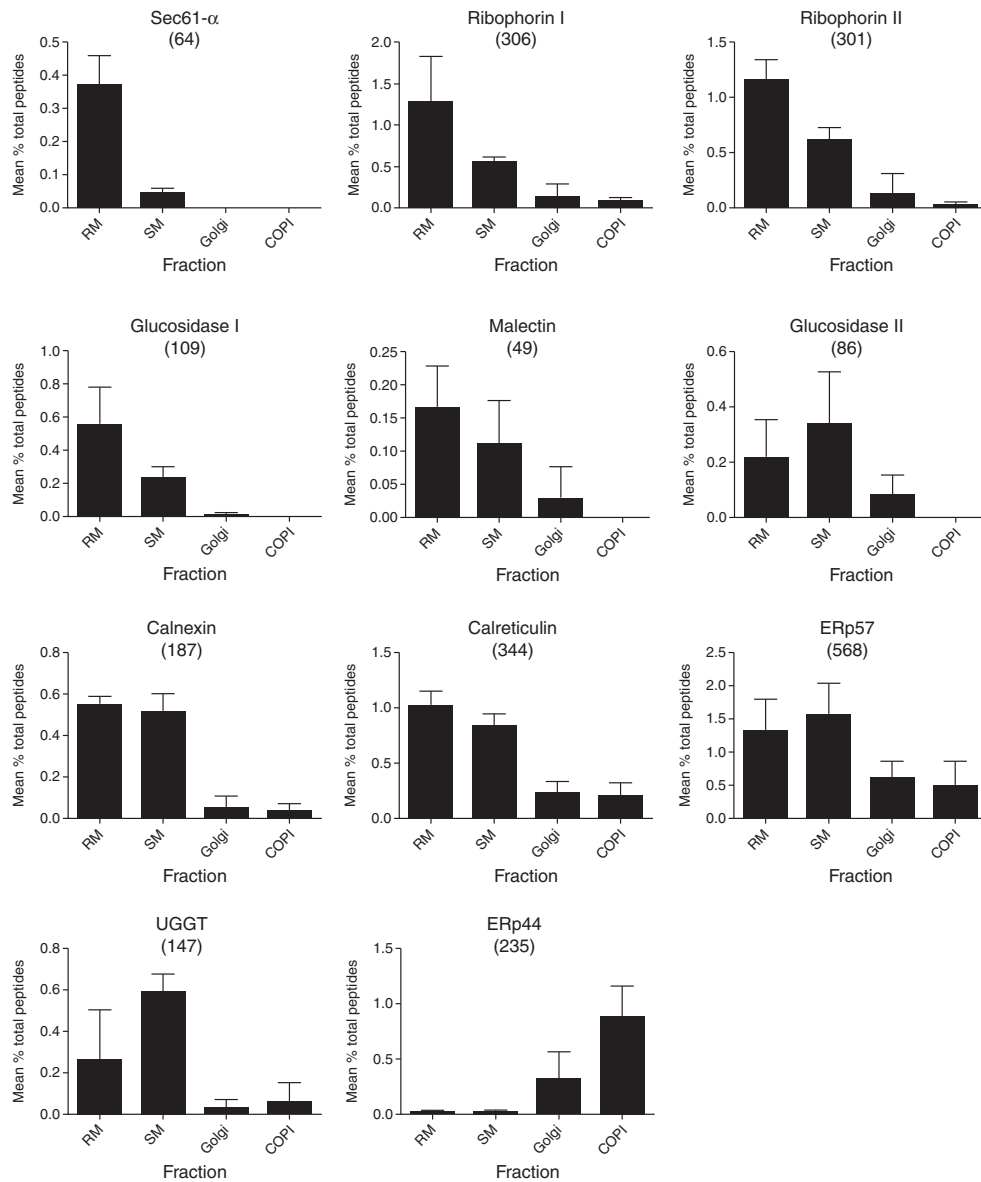 Sec61-α
(64)
Mean % total peptides
0.5
0.4
0.3
0.2
0.1
0.0
RM
SM
Golgi
COPI
Fraction
Ribophorin I
(306)
Mean % total peptides
2.0
1.5
1.0
0.5
0.0
RM
SM
Golgi
COPI
Fraction
Ribophorin II
(301)
Mean % total peptides
1.5
1.0
0.5
0.0
RM
SM
Golgi
COPI
Fraction
Glucosidase I
(109)
Mean % total peptides
1.0
0.8
0.6
0.4
0.2
0.0
RM
SM
Golgi
COPI
Fraction
Malectin
(49)
Mean % total peptides
0.25
0.20
0.15
0.10
0.05
0.00
RM
SM
Golgi
COPI
Fraction
Glucosidase II
(86)
Mean % total peptides
0.6
0.4
0.2
0.0
RM
SM
Golgi
COPI
Fraction
Calnexin
(187)
Mean % total peptides
0.8
0.6
0.4
0.2
0.0
RM
SM
Golgi
COPI
Fraction
Calreticulin
(344)
Mean % total peptides
1.5
1.0
0.5
0.0
RM
SM
Golgi
COPI
Fraction
ERp57
(568)
Mean % total peptides
2.5
2.0
1.5
1.0
0.5
0.0
RM
SM
Golgi
COPI
Fraction
UGGT
(147)
Mean % total peptides
0.8
0.6
0.4
0.2
0.0
RM
SM
Golgi
COPI
Fraction
ERp44
(235)
Mean % total peptides
1.5
1.0
0.5
0.0
RM
SM
Golgi
COPI
Fraction